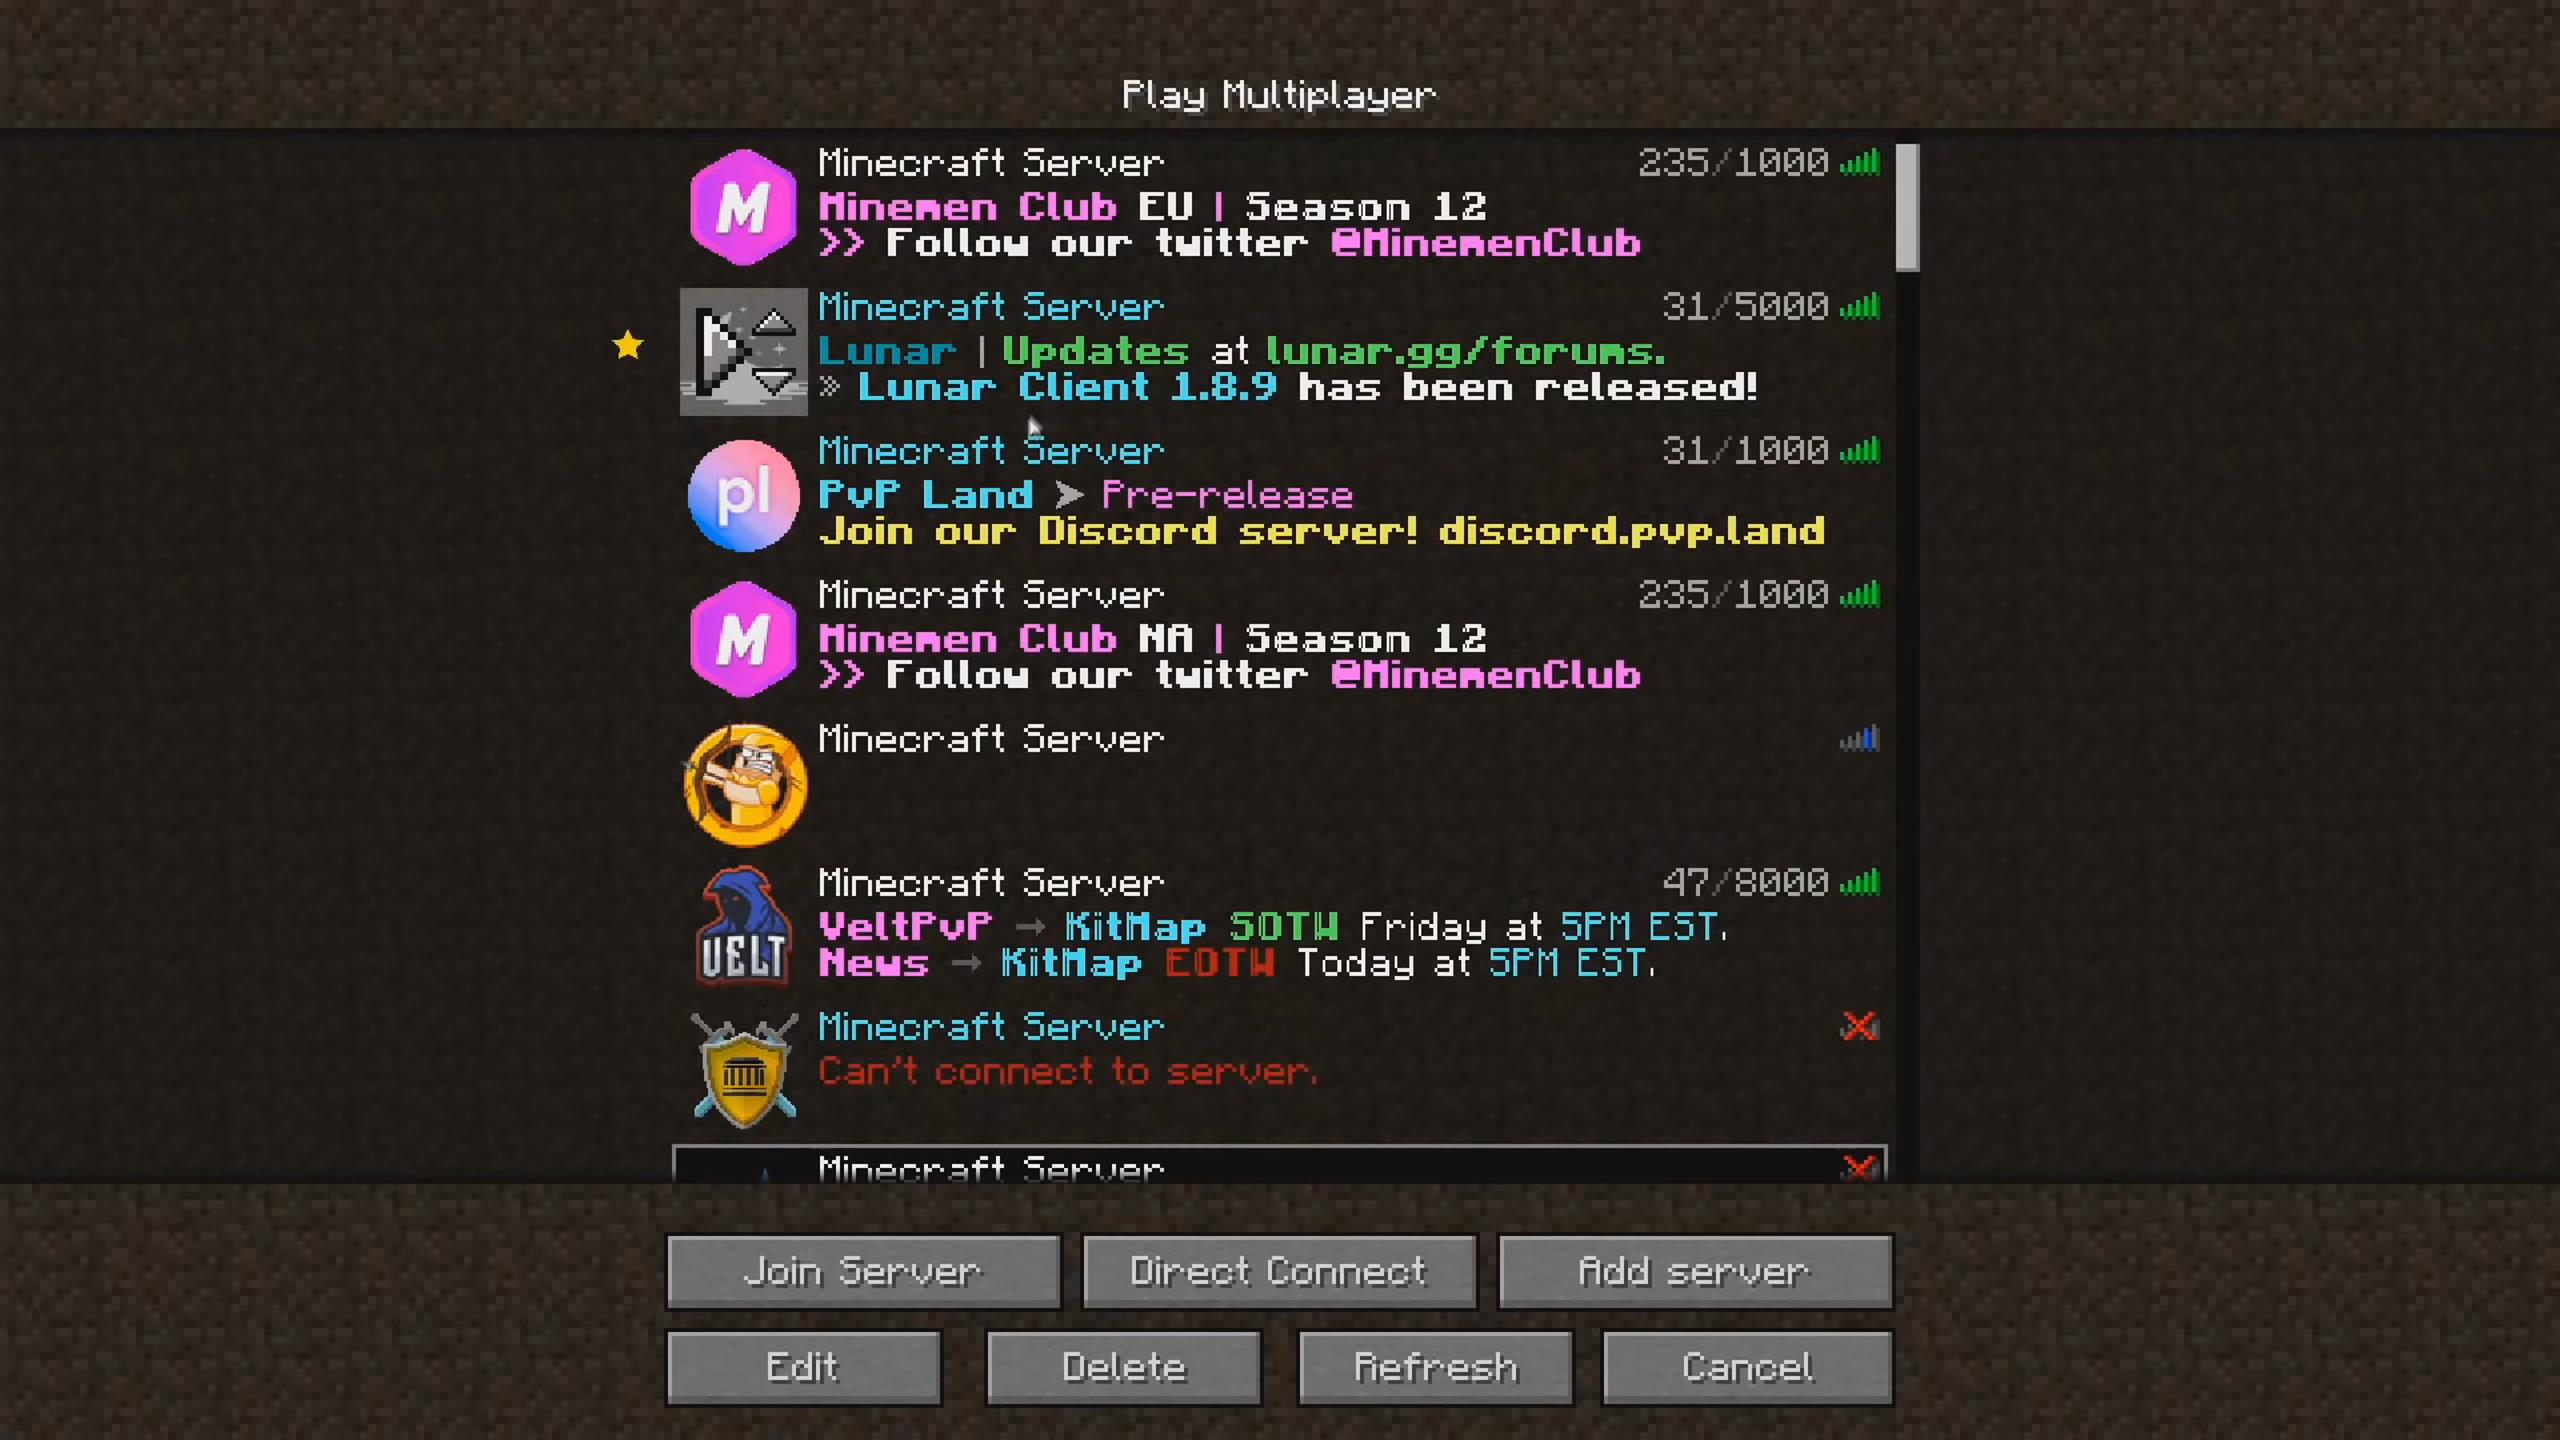 Play Multiplayer
Minecraft Server 235/1000
M Minemen Club EU | Season 12
>> Follow our twitter @MinemenClub
Minecraft Server 31/5000
Lunar | Updates at lunar.gg/forums.
» Lunar Client 1.8.9 has been released!
Minecraft Server 31/1000
pl PvP Land ➤ Pre-release
Join our Discord server! discord.pvp.land
Minecraft Server 235/1000
M Minemen Club NA | Season 12
>> Follow our twitter @MinemenClub
Minecraft Server
Minecraft Server 47/8000
VeltPvP → KitMap SOTW Friday at 5PM EST.
VELT News → KitMap EOTW Today at 5PM EST.
Minecraft Server
Can't connect to server.
Minecraft Server
Join Server Direct Connect Add server
Edit Delete Refresh Cancel